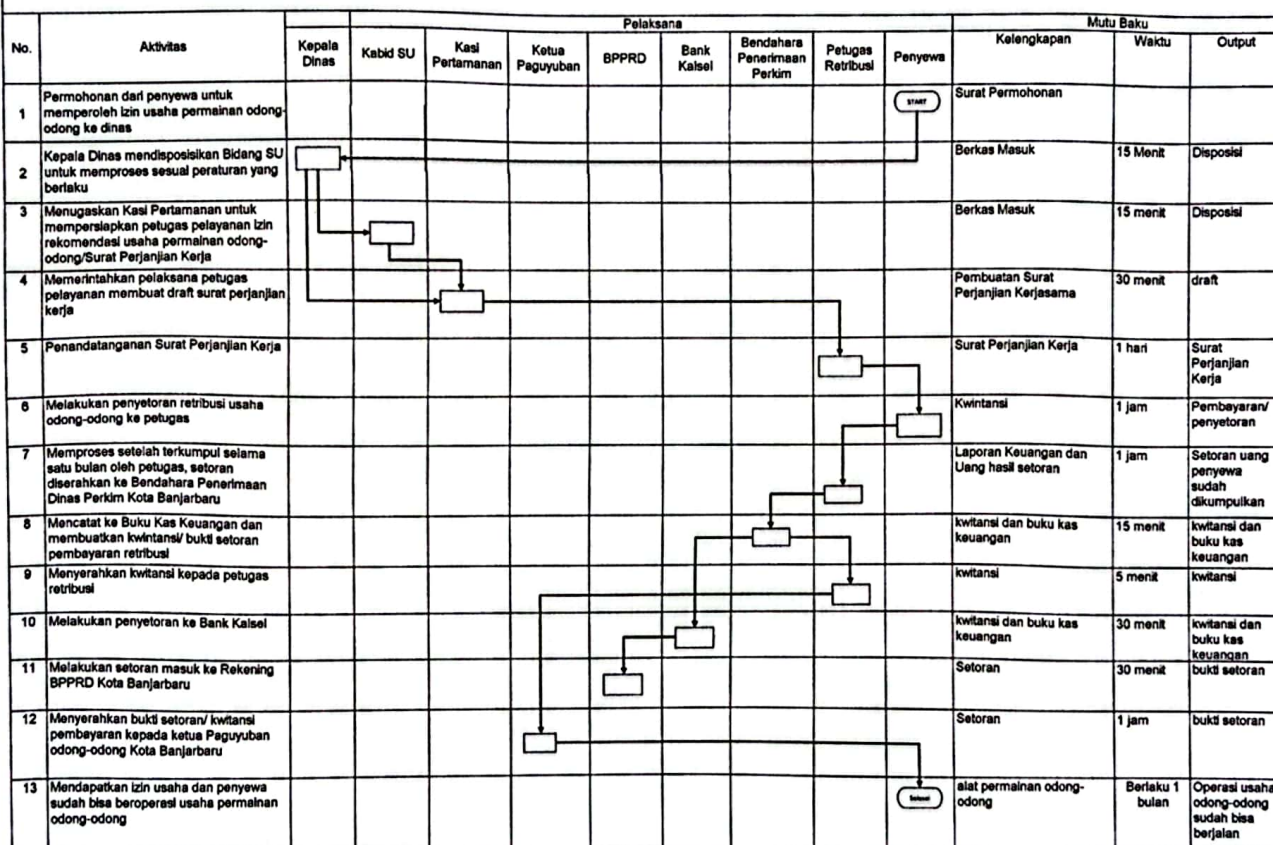 Pelaksana
Mutu Baku
No.
Aktivitas
Kepala
Dinas
Kabid SU
Kasi
Pertamanan
Ketua
Paguyuban
BPPRD
Bank
Kalsel
Bendahara
Penerimaan
Perkim
Petugas
Retribusi
Penyewa
Kelengkapan
Waktu
Output
1
Permohonan dari penyewa untuk
memperoleh izin usaha permainan odong-
odong ke dinas
START
Surat Permohonan
2
Kepala Dinas mendisposisikan Bidang SU
untuk memproses sesuai peraturan yang
berlaku
Berkas Masuk
15 Menit
Disposisi
3
Menugaskan Kasi Pertamanan untuk
mempersiapkan petugas pelayanan izin
rekomendasi usaha permainan odong-
odong/Surat Perjanjian Kerja
Berkas Masuk
15 menit
Disposisi
4
Memerintahkan pelaksana petugas
pelayanan membuat draft surat perjanjian
kerja
Pembuatan Surat
Perjanjian Kerjasama
30 menit
draft
5
Penandatanganan Surat Perjanjian Kerja
Surat Perjanjian Kerja
1 hari
Surat
Perjanjian
Kerja
6
Melakukan penyetoran retribusi usaha
odong-odong ke petugas
Kwintansi
1 jam
Pembayaran/
penyetoran
7
Memproses setelah terkumpul selama
satu bulan oleh petugas, setoran
diserahkan ke Bendahara Penerimaan
Dinas Perkim Kota Banjarbaru
Laporan Keuangan dan
Uang hasil setoran
1 jam
Setoran uang
penyewa
sudah
dikumpulkan
8
Mencatat ke Buku Kas Keuangan dan
membuatkan kwintansi/ bukti setoran
pembayaran retribusi
kwitansi dan buku kas
keuangan
15 menit
kwitansi dan
buku kas
keuangan
9
Menyerahkan kwitansi kepada petugas
retribusi
kwitansi
5 menit
kwitansi
10
Melakukan penyetoran ke Bank Kalsel
kwitansi dan buku kas
keuangan
30 menit
kwitansi dan
buku kas
keuangan
11
Melakukan setoran masuk ke Rekening
BPPRD Kota Banjarbaru
Setoran
30 menit
bukti setoran
12
Menyerahkan bukti setoran/ kwitansi
pembayaran kepada ketua Paguyuban
odong-odong Kota Banjarbaru
Setoran
1 jam
bukti setoran
13
Mendapatkan izin usaha dan penyewa
sudah bisa beroperasi usaha permainan
odong-odong
Selesai
alat permainan odong-
odong
Berlaku 1
bulan
Operasi usaha
odong-odong
sudah bisa
berjalan